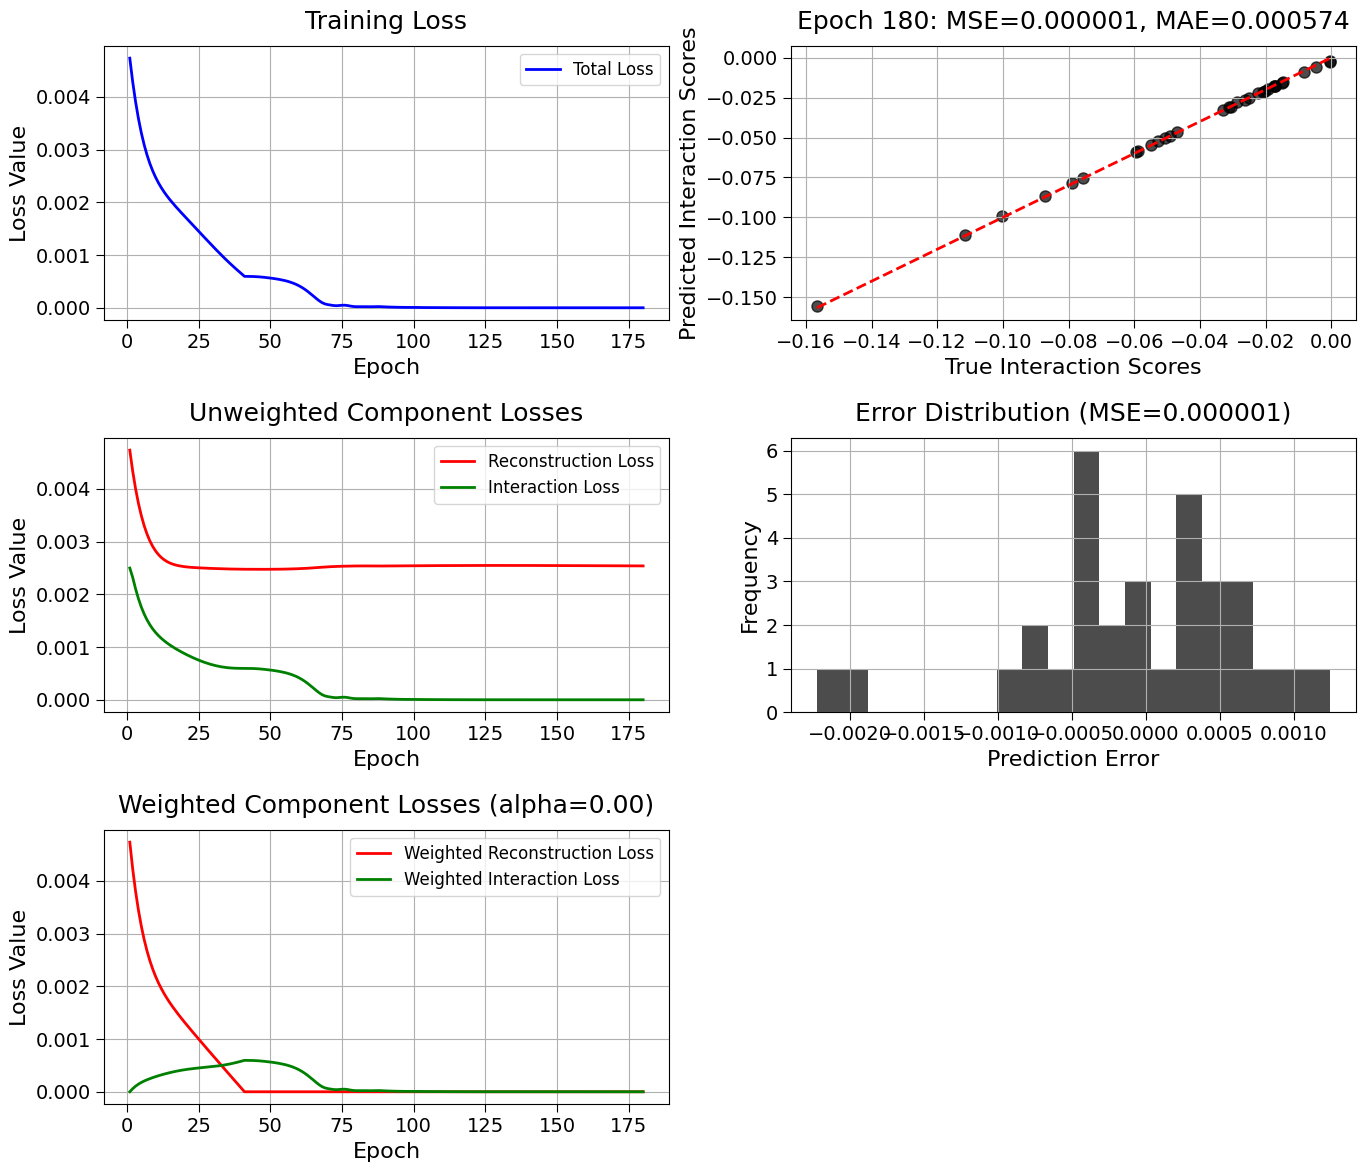 Training Loss
Loss Value
0.004
0.003
0.002
0.001
0.000
Total Loss
0 25 50 75 100 125 150 175
Epoch
Epoch 180: MSE=0.000001, MAE=0.000574
Predicted Interaction Scores
0.000
−0.025
−0.050
−0.075
−0.100
−0.125
−0.150
−0.16 −0.14 −0.12 −0.10 −0.08 −0.06 −0.04 −0.02 0.00
True Interaction Scores
Unweighted Component Losses
Loss Value
0.004
0.003
0.002
0.001
0.000
Reconstruction Loss
Interaction Loss
0 25 50 75 100 125 150 175
Epoch
Error Distribution (MSE=0.000001)
Frequency
6
5
4
3
2
1
0
−0.0020 −0.0015 −0.0010 −0.0005 0.0000 0.0005 0.0010
Prediction Error
Weighted Component Losses (alpha=0.00)
Loss Value
0.004
0.003
0.002
0.001
0.000
Weighted Reconstruction Loss
Weighted Interaction Loss
0 25 50 75 100 125 150 175
Epoch